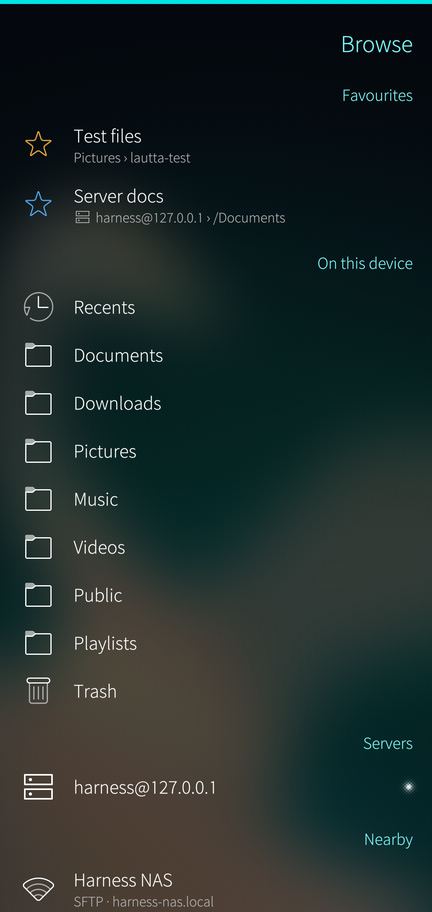 Browse
Favourites
Test files
Pictures › lautta-test
Server docs
harness@127.0.0.1 › /Documents
On this device
Recents
Documents
Downloads
Pictures
Music
Videos
Public
Playlists
Trash
Servers
harness@127.0.0.1
Nearby
Harness NAS
SFTP · harness-nas.local